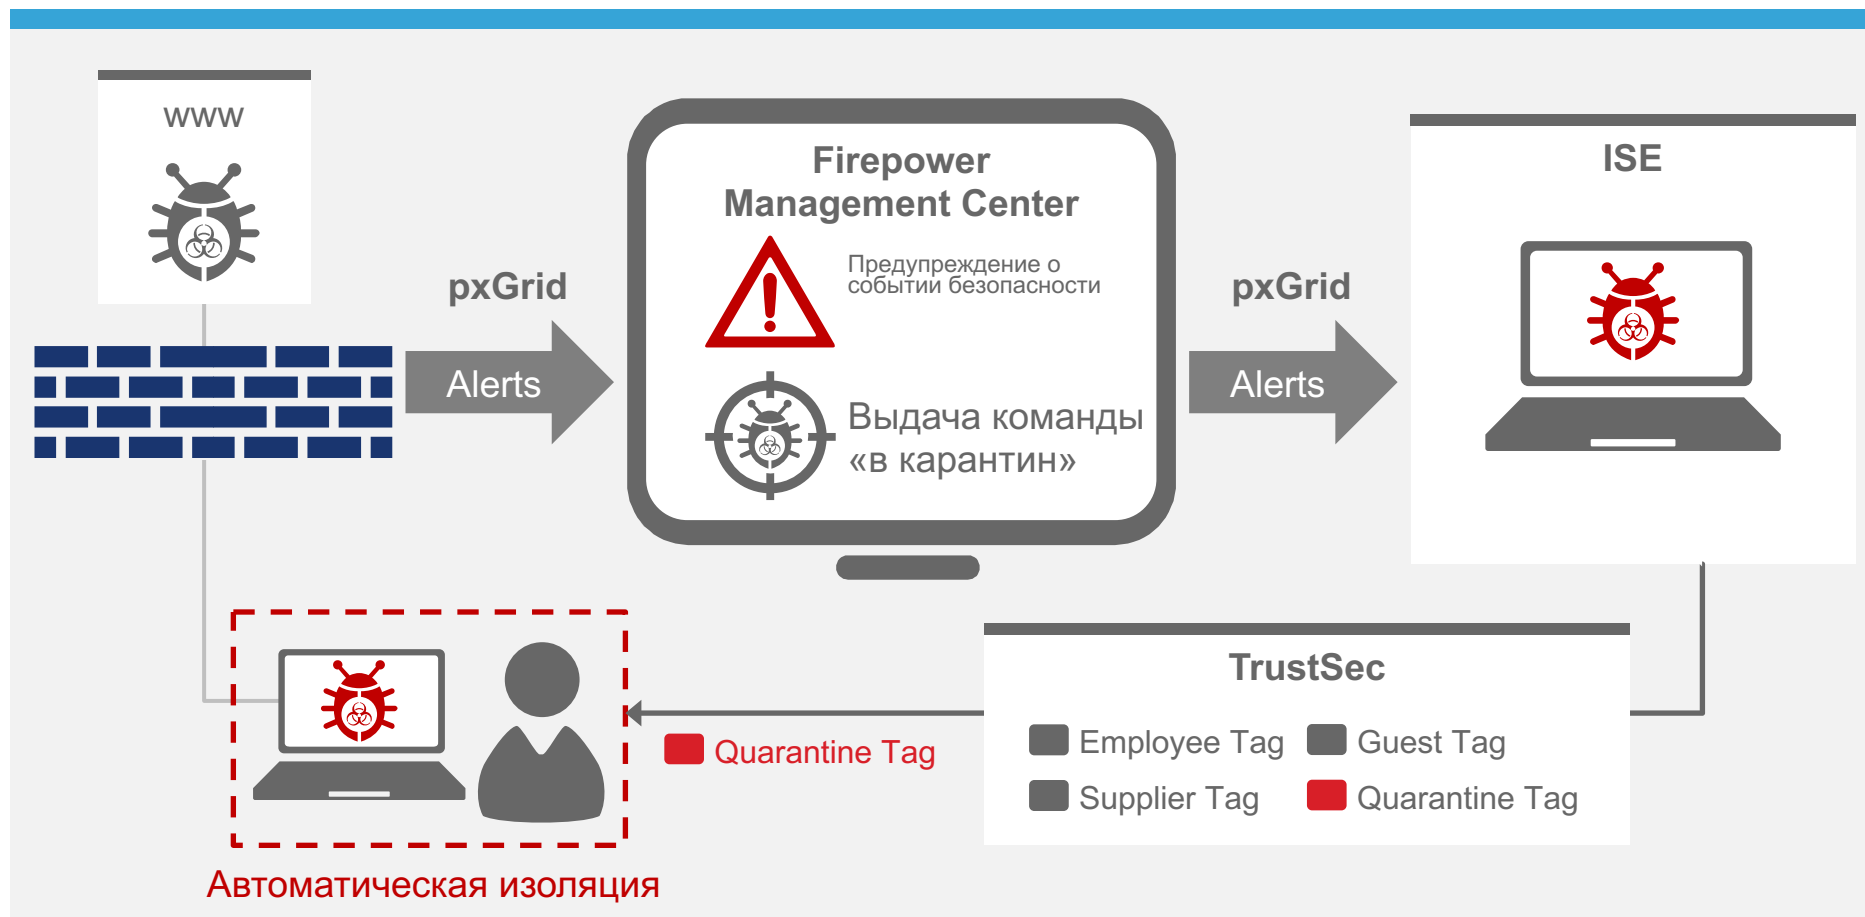 www
pxGrid
Alerts
Firepower
Management Center
Предупреждение о
событии безопасности
Выдача команды
«в карантин»
pxGrid
Alerts
ISE
TrustSec
Employee Tag
Guest Tag
Supplier Tag
Quarantine Tag
Quarantine Tag
Автоматическая изоляция